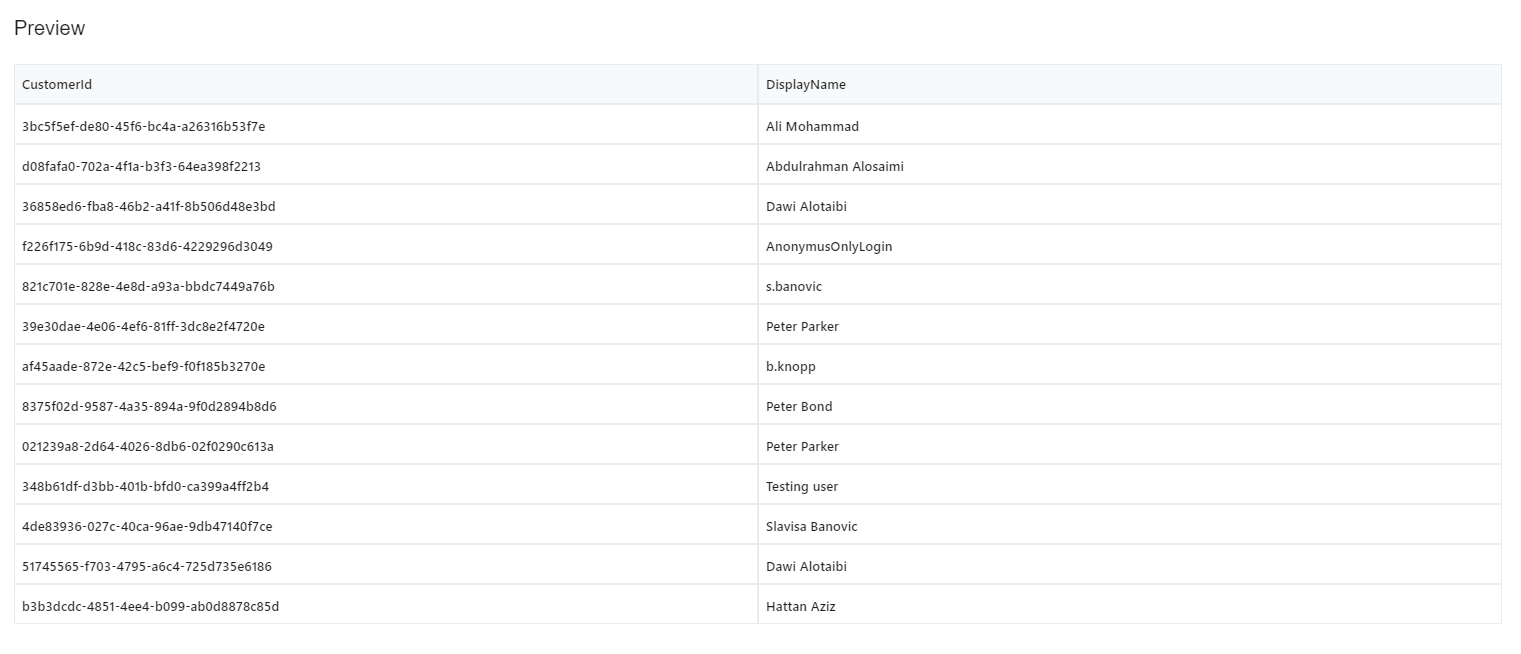 Preview
CustomerId DisplayName
3bc5f5ef-de80-45f6-bc4a-a26316b53f7e Ali Mohammad
d08fafa0-702a-4f1a-b3f3-64ea398f2213 Abdulrahman Alosaimi
36858ed6-fba8-46b2-a41f-8b506d48e3bd Dawi Alotaibi
f226f175-6b9d-418c-83d6-4229296d3049 AnonymusOnlyLogin
821c701e-828e-4e8d-a93a-bbdc7449a76b s.banovic
39e30dae-4e06-4ef6-81ff-3dc8e2f4720e Peter Parker
af45aade-872e-42c5-bef9-f0f185b3270e b.knopp
8375f02d-9587-4a35-894a-9f0d2894b8d6 Peter Bond
021239a8-2d64-4026-8db6-02f0290c613a Peter Parker
348b61df-d3bb-401b-bfd0-ca399a4ff2b4 Testing user
4de83936-027c-40ca-96ae-9db47140f7ce Slavisa Banovic
51745565-f703-4795-a6c4-725d735e6186 Dawi Alotaibi
b3b3dcdc-4851-4ee4-b099-ab0d8878c85d Hattan Aziz